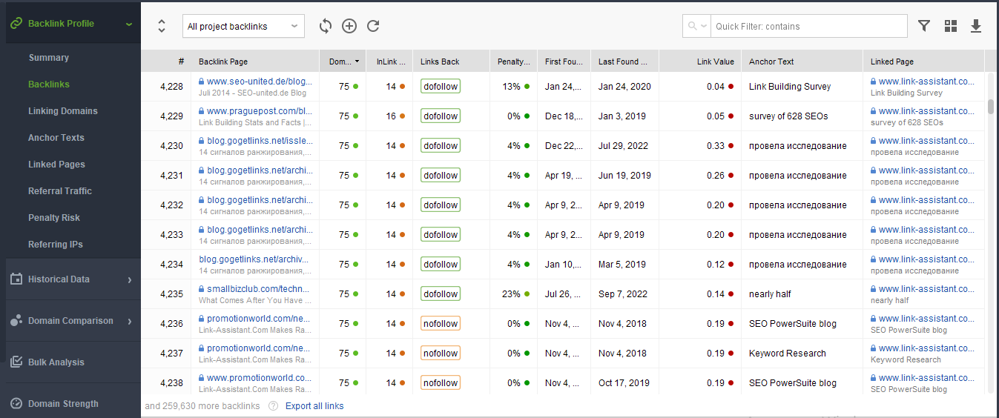 Backlink Profile
Summary
Backlinks
Linking Domains
Anchor Texts
Linked Pages
Referral Traffic
Penalty Risk
Referring IPs
Historical Data
Domain Comparison
Bulk Analysis
Domain Strength
All project backlinks
Quick Filter: contains
# Backlink Page Dom... InLink ... Links Back Penalty... First Fou... Last Found ... Link Value Anchor Text Linked Page
4,228 www.seo-united.de/blog... 75 14 dofollow 13% Jan 24,... Jan 24, 2020 0.04 Link Building Survey www.link-assistant.co...
Juli 2014 - SEO-united.de Blog Link Building Survey
4,229 www.praguepost.com/bl... 75 16 dofollow 0% Dec 18,... Jan 3, 2019 0.05 survey of 628 SEOs www.link-assistant.co...
Link Building Stats and Facts |... survey of 628 SEOs
4,230 blog.gogetlinks.net/issle... 75 14 dofollow 4% Dec 22,... Jul 29, 2022 0.33 провела исследование www.link-assistant.co...
14 сигналов ранжирования,... провела исследование
4,231 blog.gogetlinks.net/archi... 75 14 dofollow 4% Apr 19, ... Jun 19, 2019 0.26 провела исследование www.link-assistant.co...
14 сигналов ранжирования,... провела исследование
4,232 blog.gogetlinks.net/archi... 75 14 dofollow 4% Apr 9, 2... Apr 9, 2019 0.20 провела исследование www.link-assistant.co...
14 сигналов ранжирования,... провела исследование
4,233 blog.gogetlinks.net/archi... 75 14 dofollow 4% Apr 9, 2... Apr 9, 2019 0.20 провела исследование www.link-assistant.co...
14 сигналов ранжирования,... провела исследование
4,234 blog.gogetlinks.net/archiv... 75 14 dofollow 4% Jan 10,... Mar 5, 2019 0.12 провела исследование www.link-assistant.co...
14 сигналов ранжирования,... провела исследование
4,235 smallbizclub.com/techn... 75 14 dofollow 23% Jul 26, ... Sep 7, 2022 0.14 nearly half www.link-assistant.co...
What Comes After You Have ... nearly half
4,236 promotionworld.com/ne... 75 14 nofollow 0% Nov 4, ... Nov 4, 2018 0.19 SEO PowerSuite blog www.link-assistant.co...
Link-Assistant.Com Makes Ra... SEO PowerSuite blog
4,237 promotionworld.com/ne... 75 14 nofollow 0% Nov 4, ... Nov 4, 2018 0.19 Keyword Research www.link-assistant.co...
Link-Assistant.Com Makes Ra... Keyword Research
4,238 www.promotionworld.co... 75 14 nofollow 0% Nov 4, ... Oct 17, 2019 0.19 SEO PowerSuite blog www.link-assistant.co...
Link-Assistant.Com Makes Ra... SEO PowerSuite blog
and 259,630 more backlinks ? Export all links